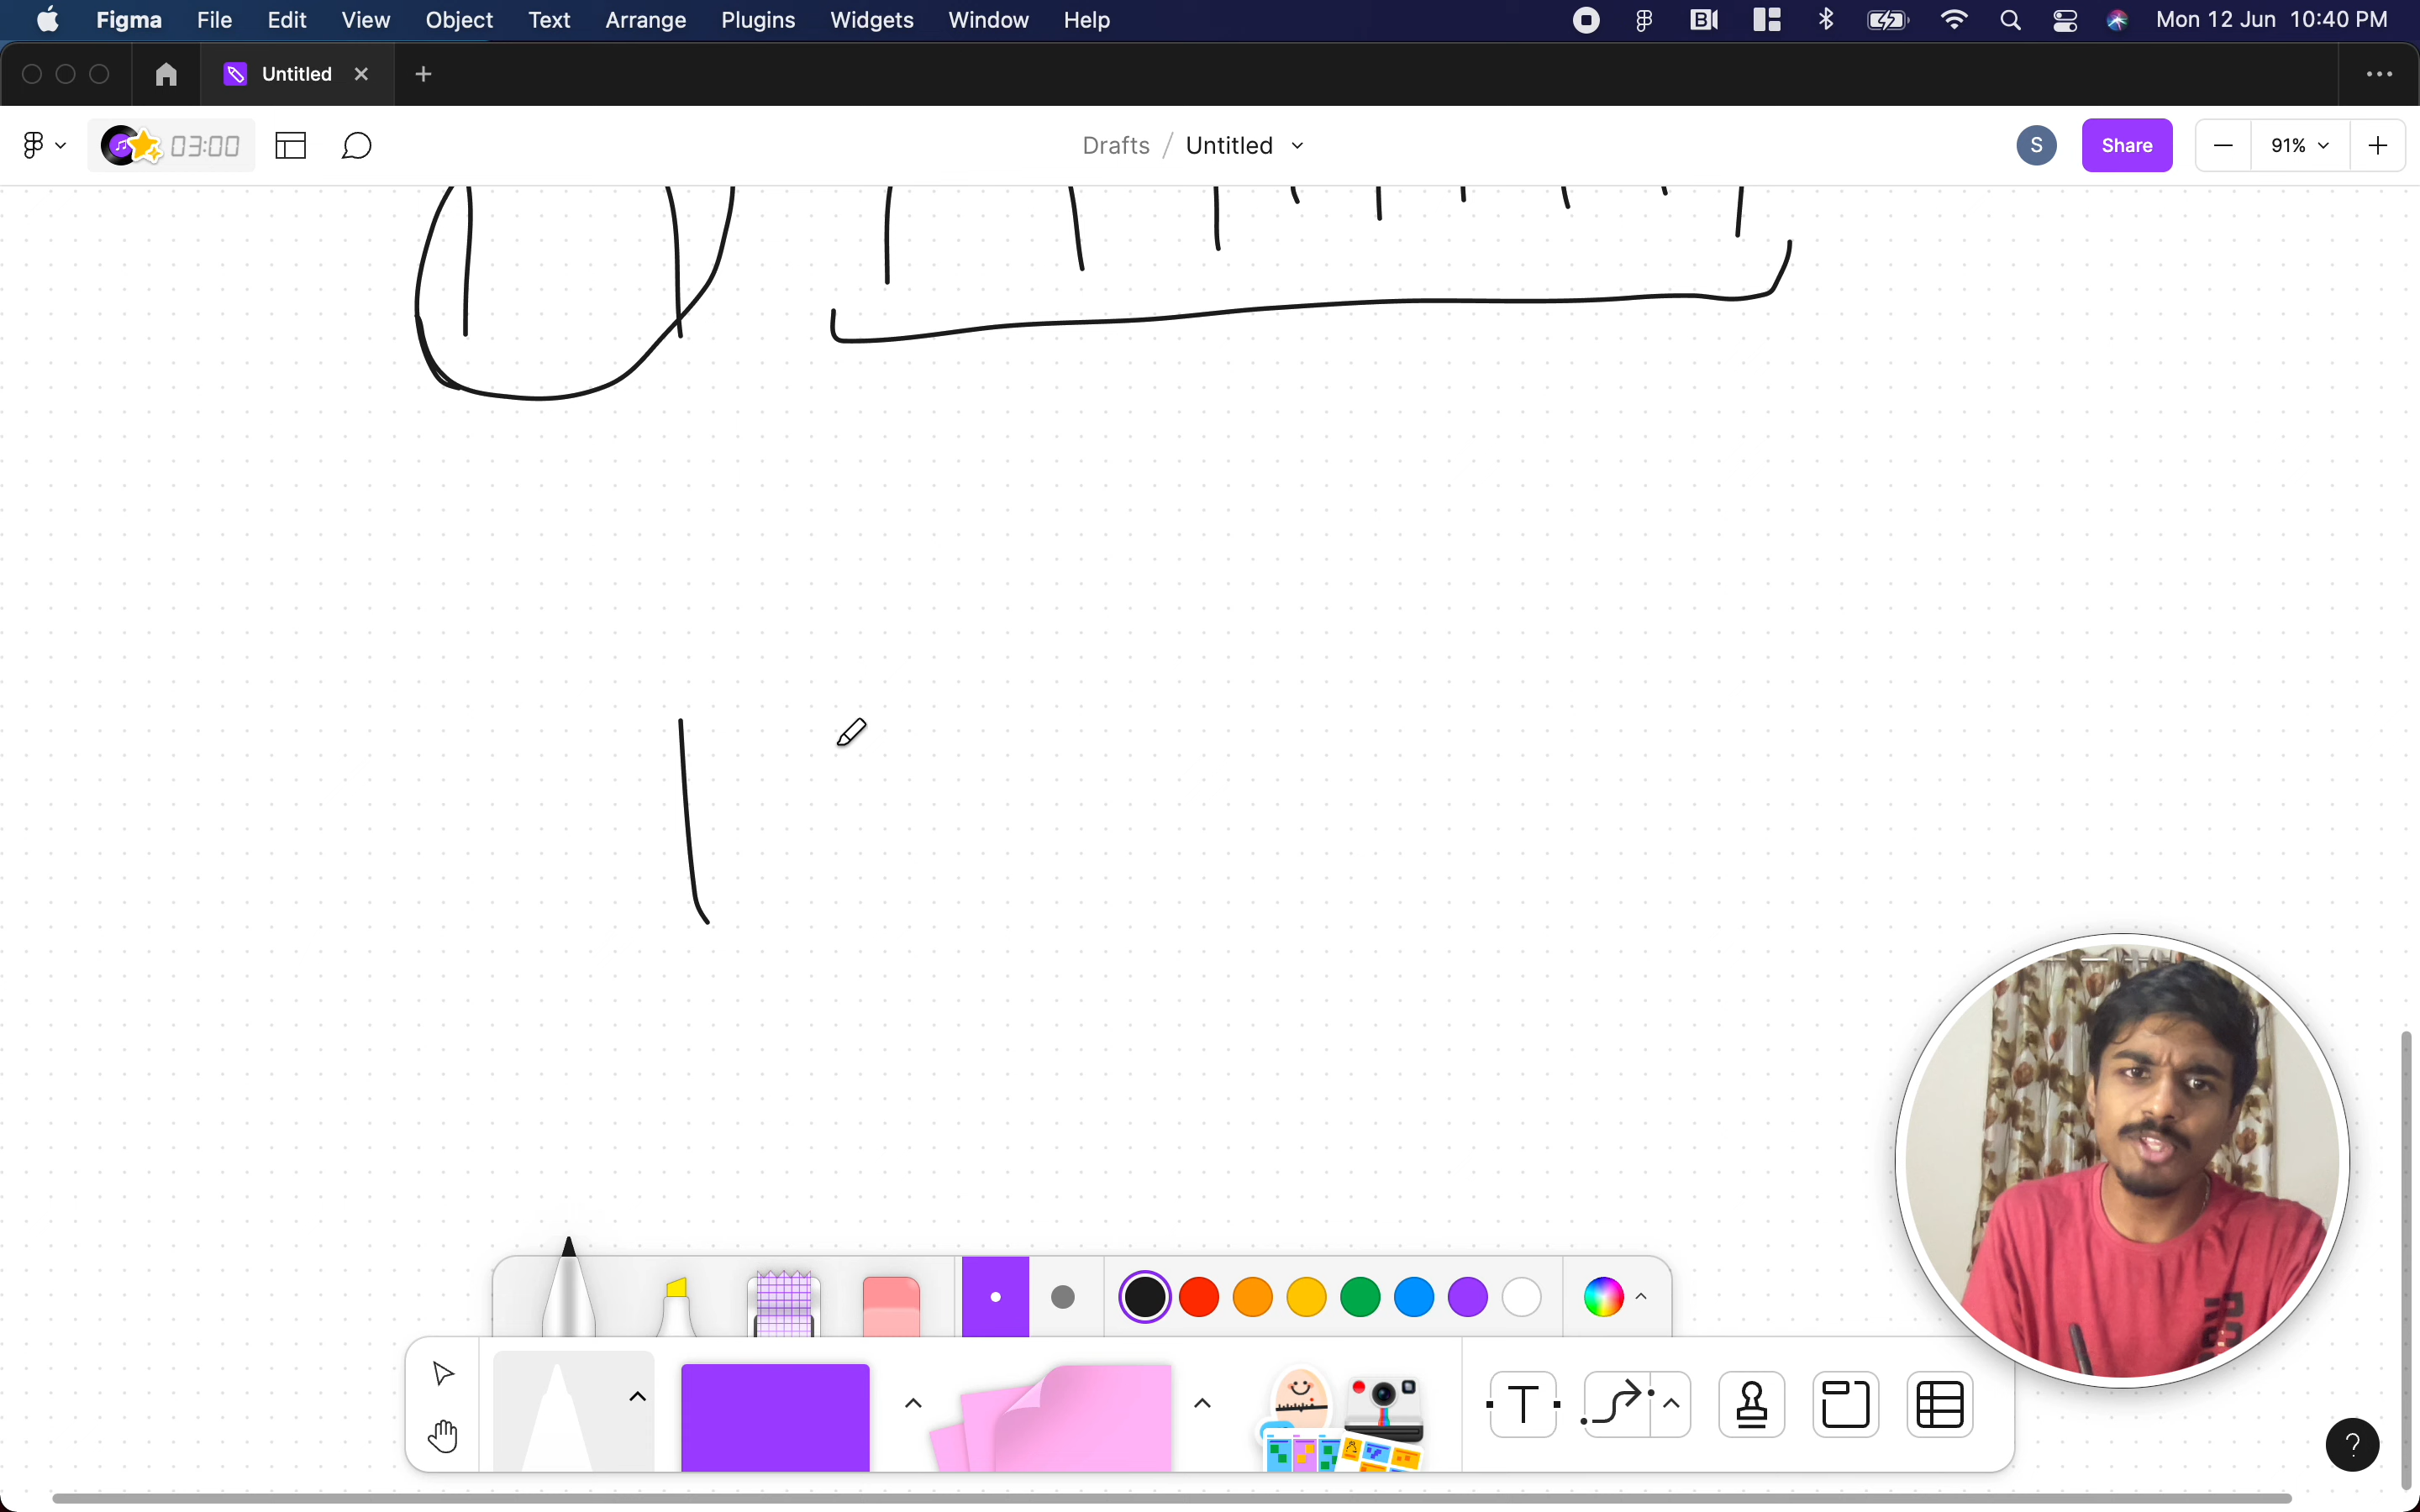 Figma File Edit View Object Text Arrange Plugins Widgets Window Help Mon 12 Jun 10:40 PM
Untitled
03:00 Drafts / Untitled S Share 91%
T
?